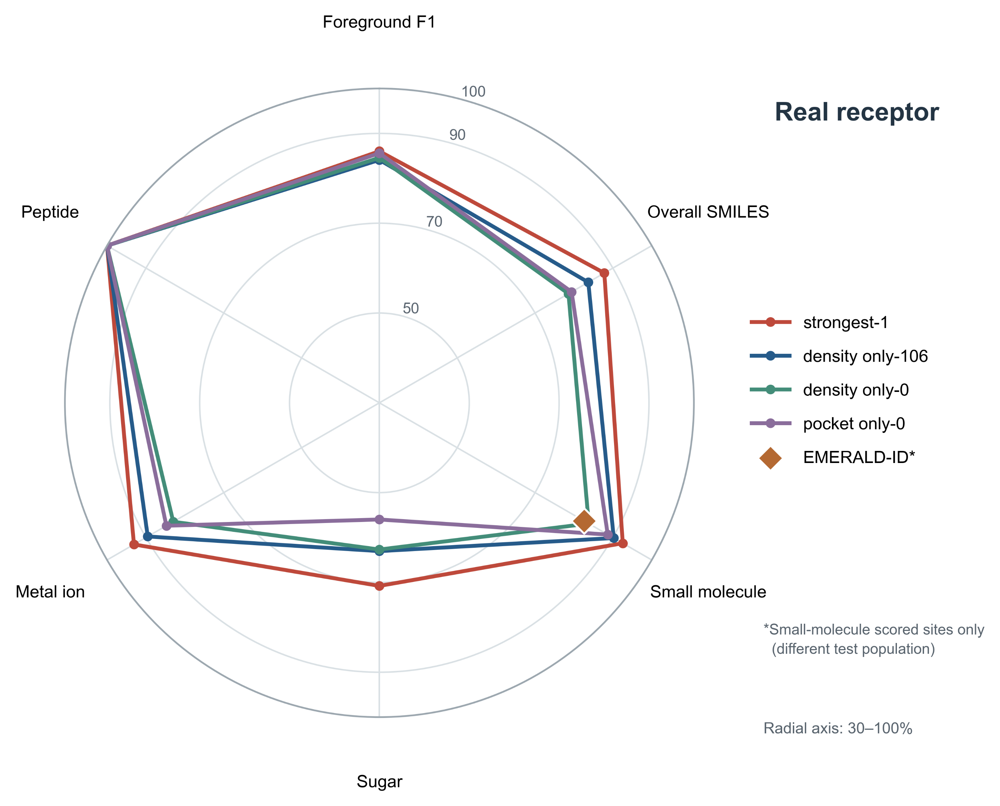 Foreground F1
100
Real receptor
90
Peptide
Overall SMILES
70
50
strongest-1
density only-106
density only-0
pocket only-0
EMERALD-ID*
Metal ion
Small molecule
*Small-molecule scored sites only
(different test population)
Radial axis: 30–100%
Sugar